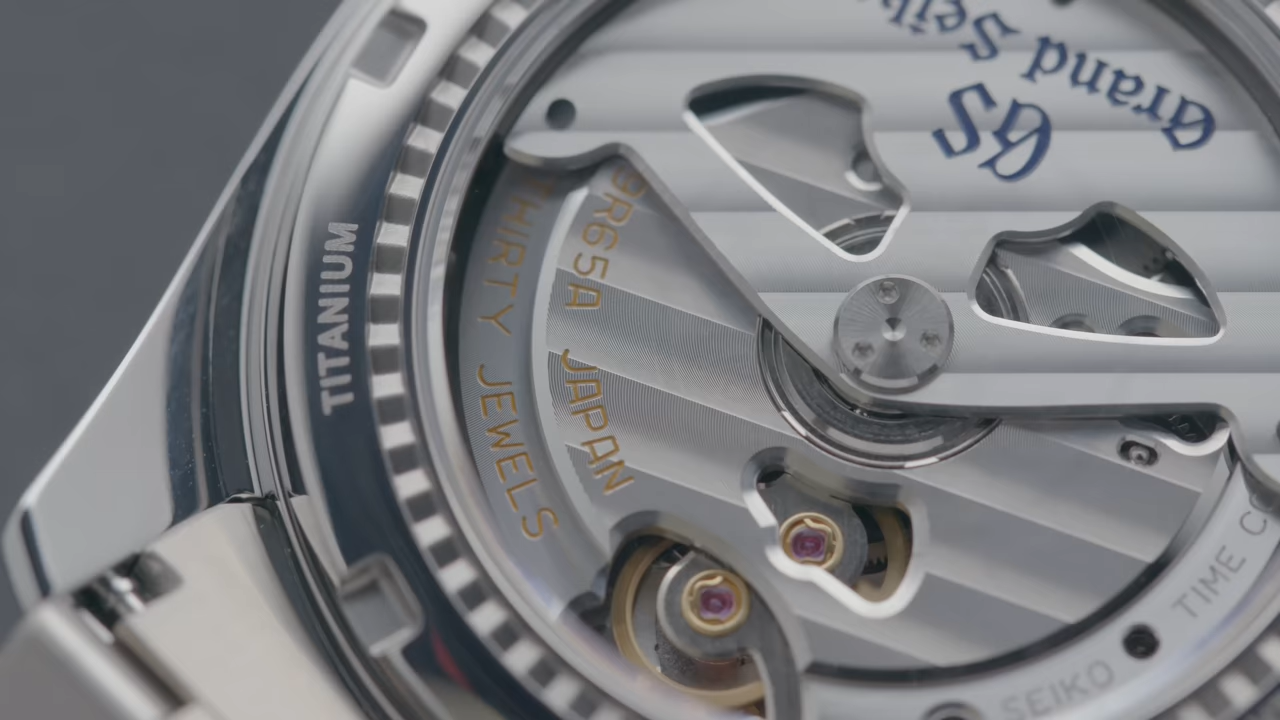 Grand Seiko
GS
TITANIUM
9R65A JAPAN
THIRTY JEWELS
SEIKO TIME